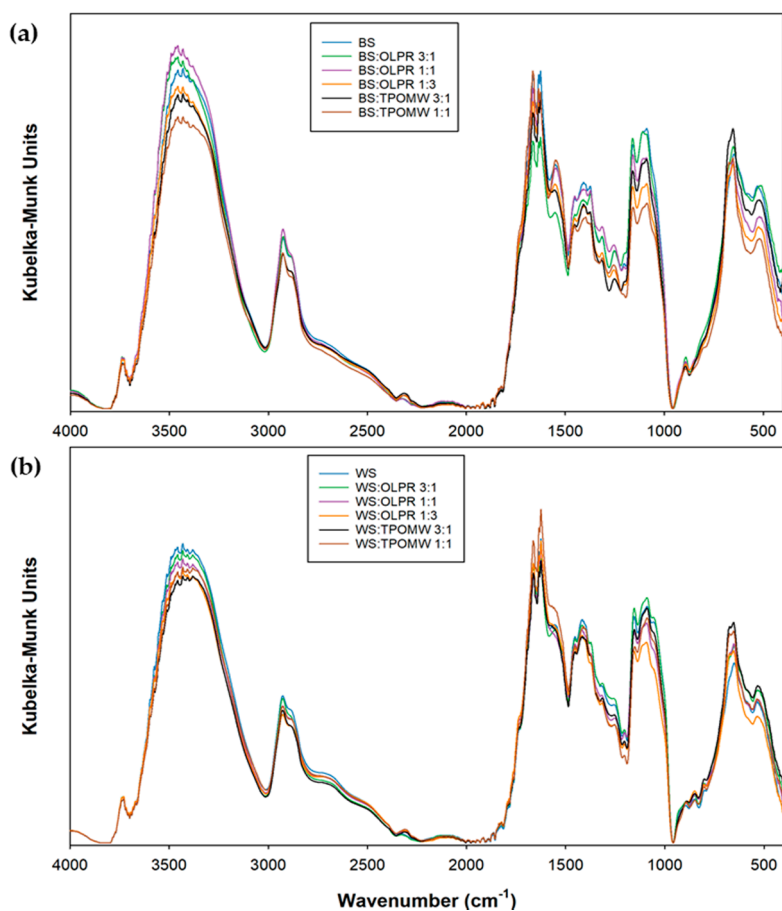 (a)
Kubelka-Munk Units
BS
BS:OLPR 3:1
BS:OLPR 1:1
BS:OLPR 1:3
BS:TPOMW 3:1
BS:TPOMW 1:1
4000 3500 3000 2500 2000 1500 1000 500
(b)
Kubelka-Munk Units
WS
WS:OLPR 3:1
WS:OLPR 1:1
WS:OLPR 1:3
WS:TPOMW 3:1
WS:TPOMW 1:1
4000 3500 3000 2500 2000 1500 1000 500
Wavenumber (cm⁻¹)